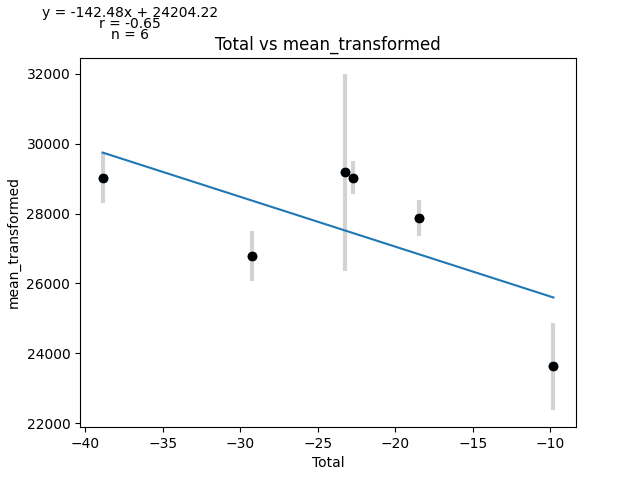 y = -142.48x + 24204.22
r = -0.65
n = 6
Total vs mean_transformed
32000
30000
28000
26000
24000
22000
mean_transformed
−40
−35
−30
−25
−20
−15
−10
Total